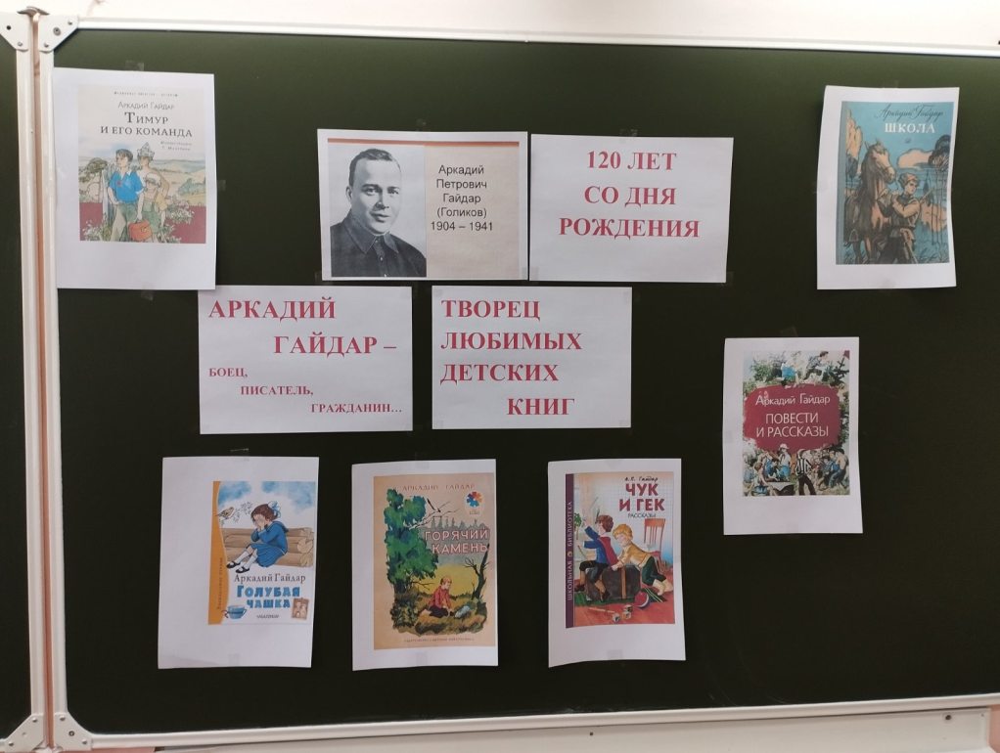 АРКАДИЙ ГАЙДАР
ТИМУР
И ЕГО КОМАНДА
Аркадий
Петрович
Гайдар
(Голиков)
1904 – 1941
120 ЛЕТ
СО ДНЯ
РОЖДЕНИЯ
Аркадий Гайдар
ШКОЛА
АРКАДИЙ
ГАЙДАР –
БОЕЦ,
ПИСАТЕЛЬ,
ГРАЖДАНИН...
ТВОРЕЦ
ЛЮБИМЫХ
ДЕТСКИХ
КНИГ
Аркадий Гайдар
ПОВЕСТИ
И РАССКАЗЫ
Аркадий Гайдар
ГОЛУБАЯ
ЧАШКА
АРКАДИЙ ГАЙДАР
ГОРЯЧИЙ
КАМЕНЬ
ШКОЛЬНАЯ БИБЛИОТЕКА
А. П. Гайдар
ЧУК
И ГЕК
РАССКАЗЫ